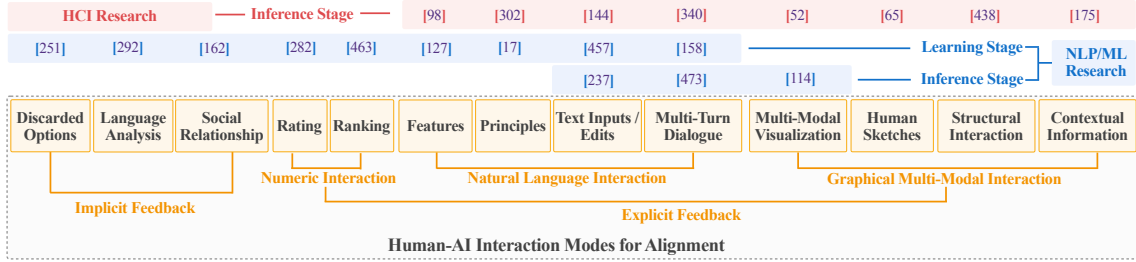 HCI Research Inference Stage [98] [302] [144] [340] [52] [65] [438] [175]
[251] [292] [162] [282] [463] [127] [17] [457] [158] Learning Stage
NLP/ML
Research
[237] [473] [114] Inference Stage
Discarded
Options
Language
Analysis
Social
Relationship
Rating
Ranking
Features
Principles
Text Inputs /
Edits
Multi-Turn
Dialogue
Multi-Modal
Visualization
Human
Sketches
Structural
Interaction
Contextual
Information
Numeric Interaction
Natural Language Interaction
Graphical Multi-Modal Interaction
Implicit Feedback
Explicit Feedback
Human-AI Interaction Modes for Alignment